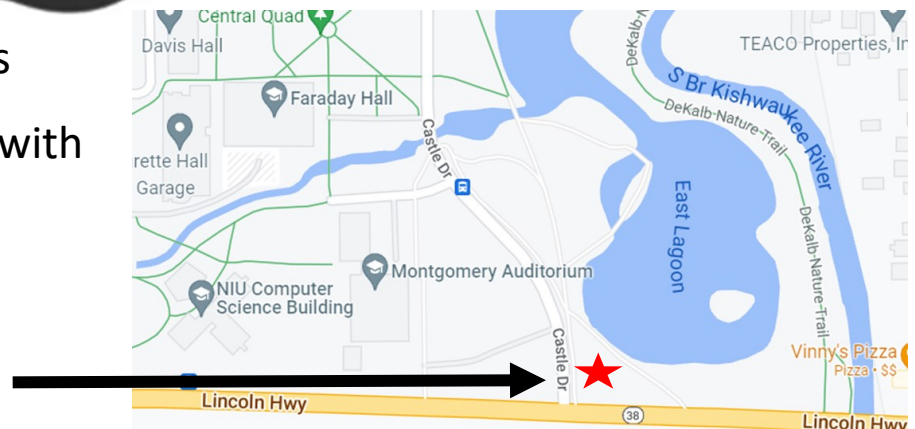 s
with
Central Quad
Davis Hall
Faraday Hall
rette Hall
Garage
Castle Dr
DeKalb-N
TEACO Properties, In
S Br Kishwaukee River
DeKalb-Nature-Trail
East Lagoon
DeKalb-Nature-Trail
Montgomery Auditorium
NIU Computer
Science Building
Castle Dr
Vinny's Pizza
Pizza • $$
Lincoln Hwy
38
Lincoln Hwy